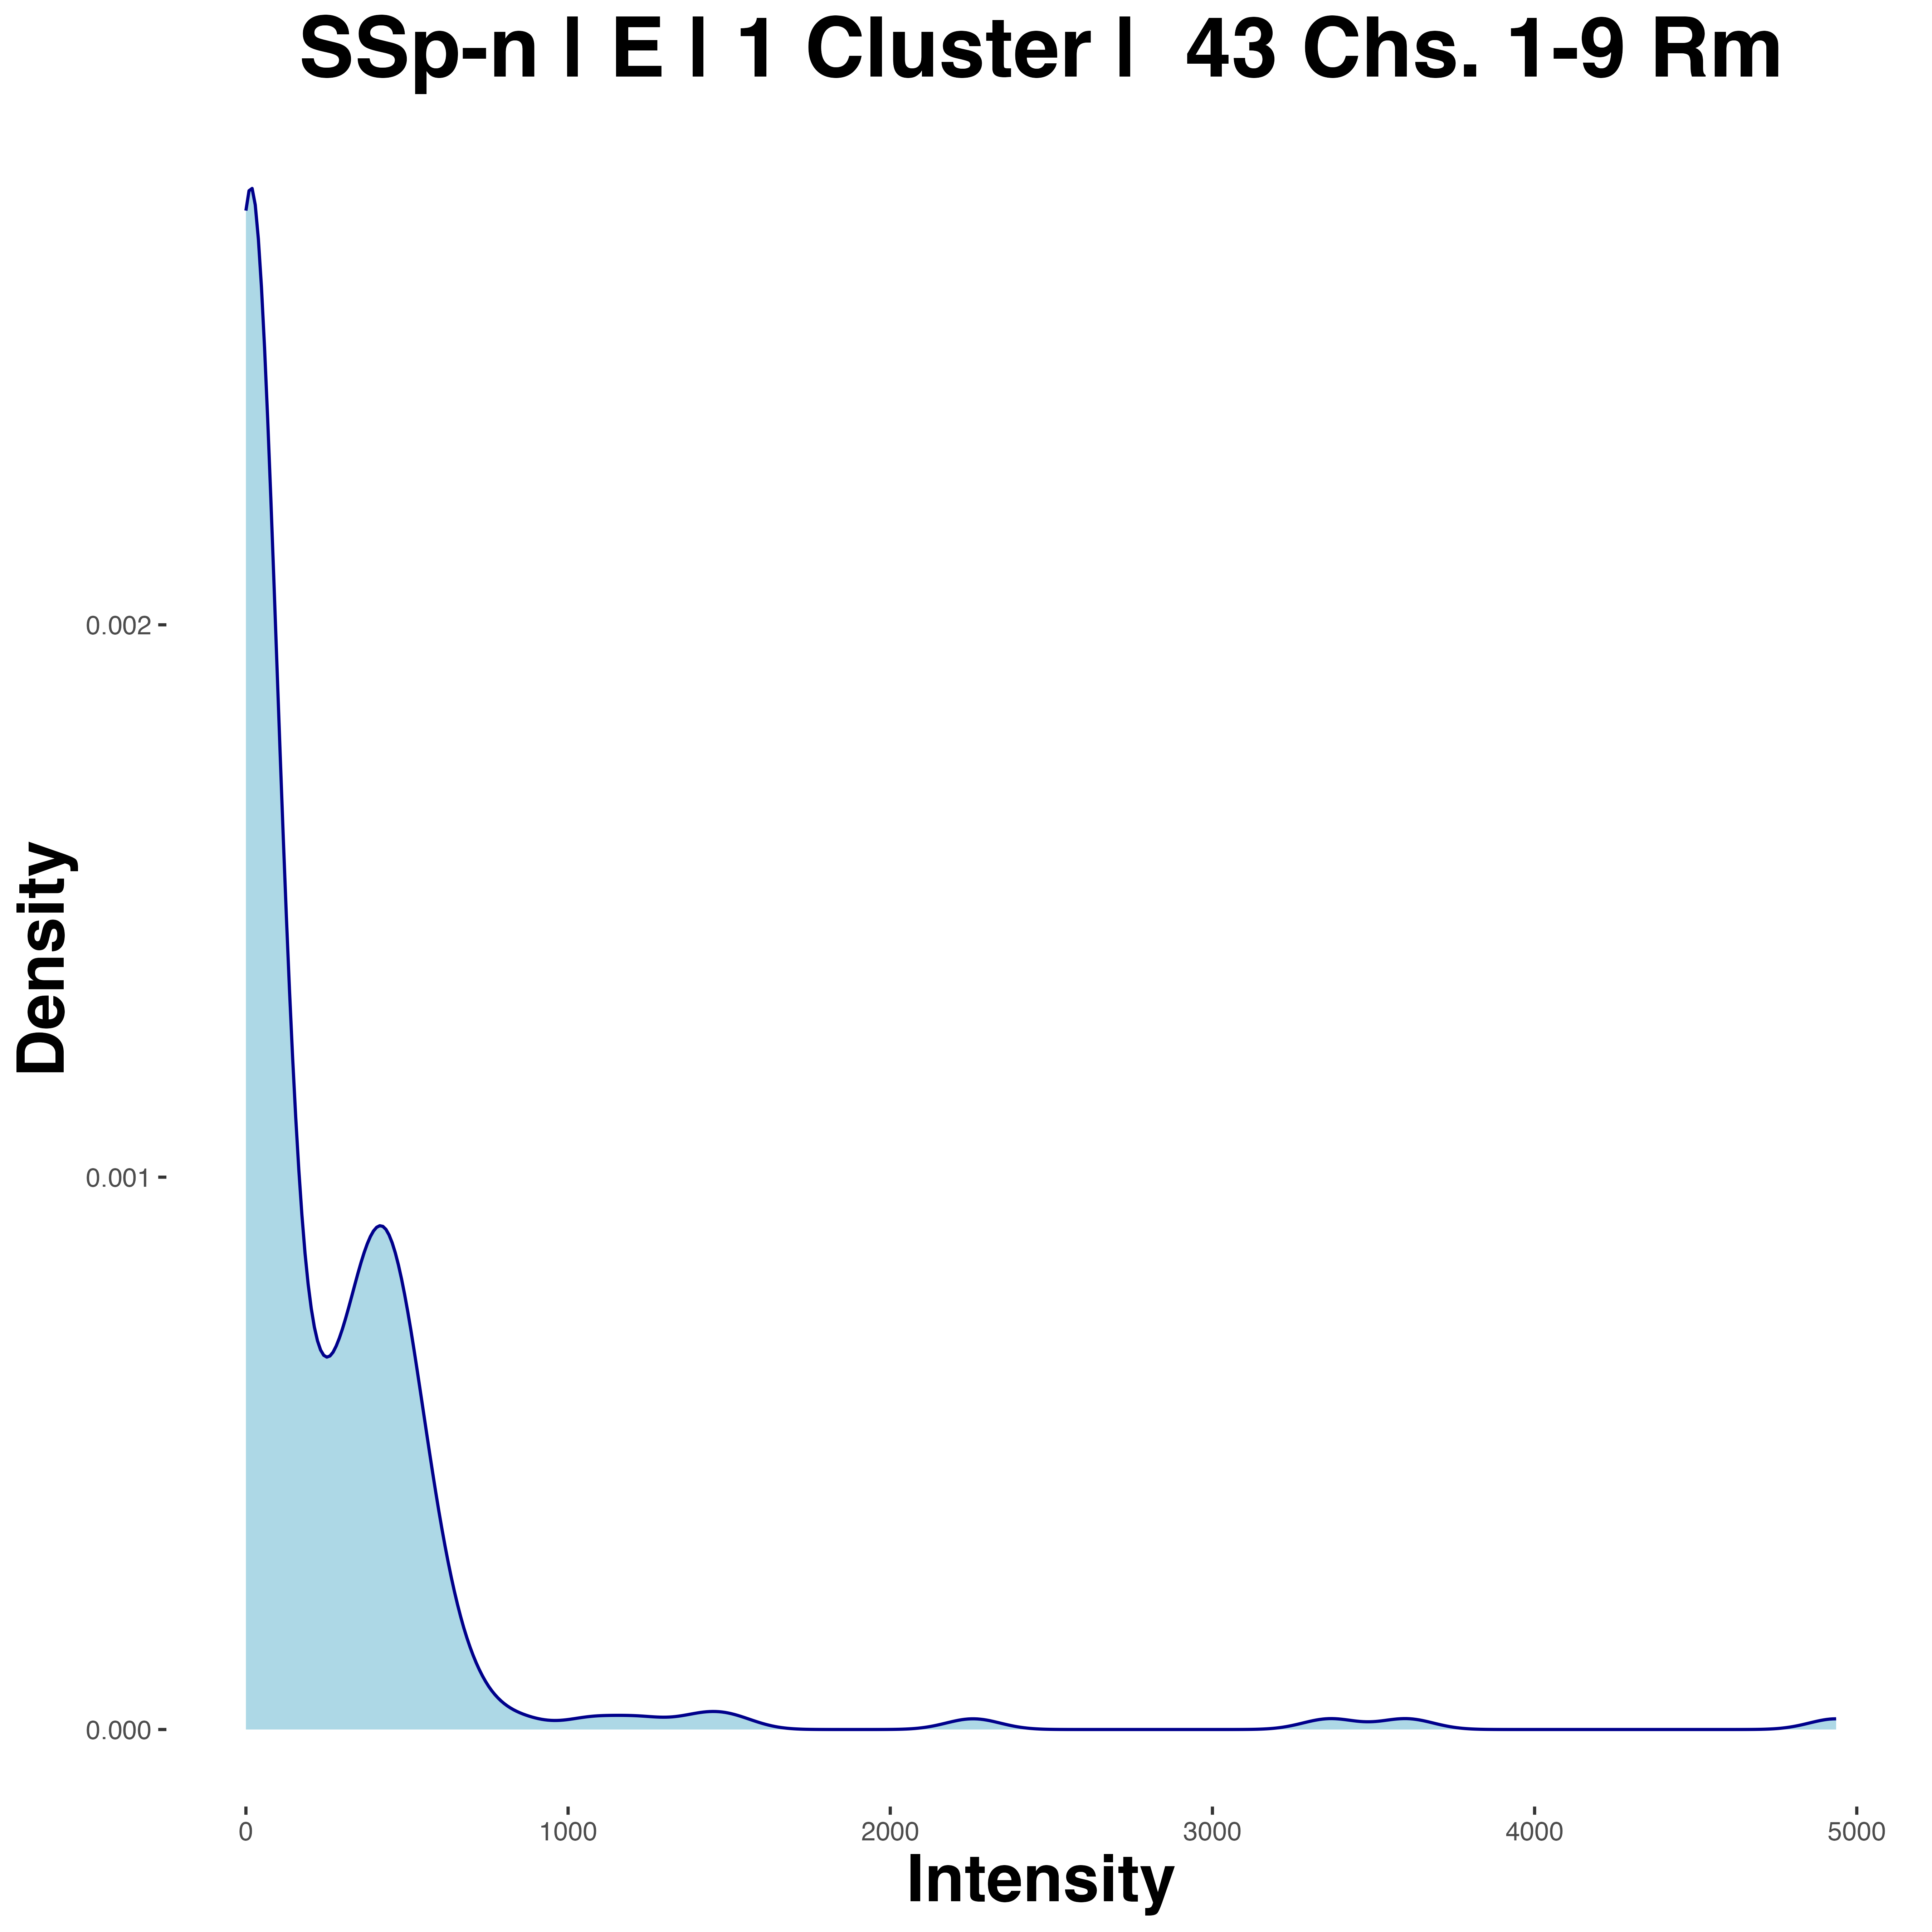 SSp-n | E | 1 Cluster | 43 Chs. 1-9 Rm
Density
0.002
0.001
0.000
0 1000 2000 3000 4000 5000
Intensity